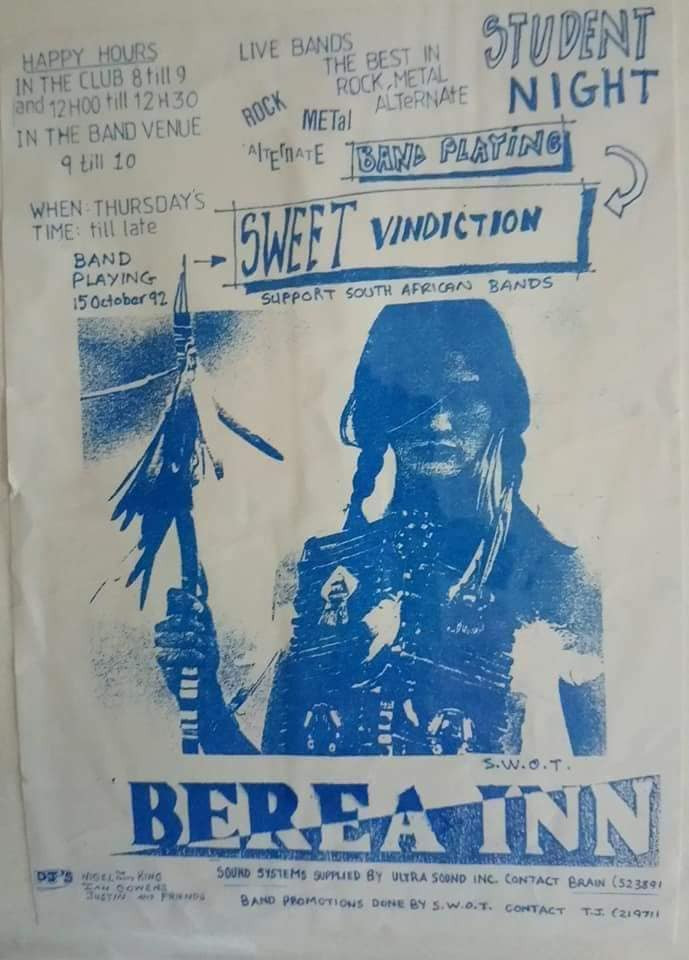 HAPPY HOURS
IN THE CLUB 8 till 9
and 12H00 till 12H30
IN THE BAND VENUE
9 till 10
LIVE BANDS
THE BEST IN
ROCK, METAL
ALTeRNAtE
ROCK
METal
AlTErnATE
STUDENT
NIGHT
BAND PLAYING
WHEN: THURSDAY'S
TIME: till late
BAND
PLAYING
15 October 92
SWEET VINDICTION
SUPPORT SOUTH AFRICAN BANDS
S.W.O.T.
BEREA INN
DJ'S NIGEL THE KING
IAN
JUSTIN AND FRIENDS
SOUND SYSTEMS SUPPLIED BY ULTRA SOUND INC. CONTACT BRAIN (523891
BAND PROMOTIONS DONE BY S.W.O.T. CONTACT T.J. (219711